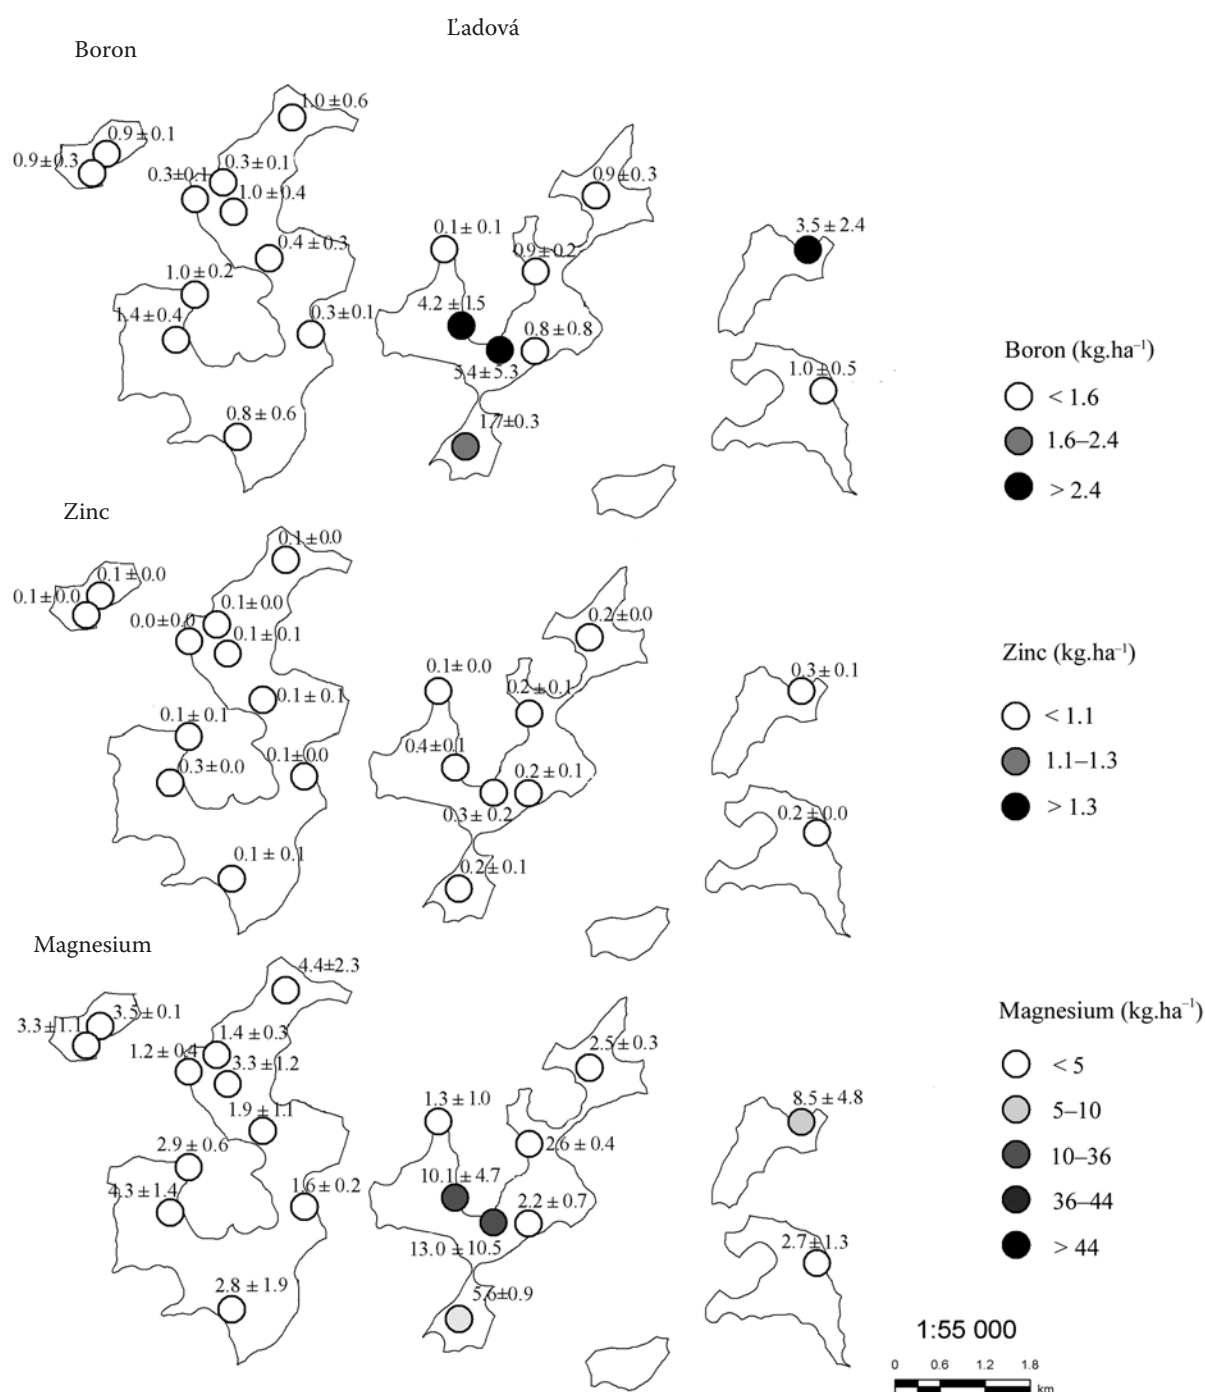 Ľadová
Boron
1.0 ± 0.6
0.9 ± 0.1
0.9 ± 0.3
0.3 ± 0.1
0.3 ± 0.1
1.0 ± 0.4
0.4 ± 0.3
1.0 ± 0.2
1.4 ± 0.4
0.3 ± 0.1
0.8 ± 0.6
0.9 ± 0.3
0.1 ± 0.1
0.9 ± 0.2
4.2 ± 1.5
0.8 ± 0.8
5.4 ± 5.3
1.7 ± 0.3
3.5 ± 2.4
1.0 ± 0.5
Boron (kg.ha⁻¹)
< 1.6
1.6–2.4
> 2.4
Zinc
0.1 ± 0.0
0.1 ± 0.0
0.1 ± 0.0
0.1 ± 0.0
0.0 ± 0.0
0.1 ± 0.1
0.1 ± 0.1
0.1 ± 0.1
0.3 ± 0.0
0.1 ± 0.0
0.1 ± 0.1
0.2 ± 0.0
0.1 ± 0.0
0.2 ± 0.1
0.4 ± 0.1
0.2 ± 0.1
0.3 ± 0.2
0.2 ± 0.1
0.3 ± 0.1
0.2 ± 0.0
Zinc (kg.ha⁻¹)
< 1.1
1.1–1.3
> 1.3
Magnesium
4.4 ± 2.3
3.5 ± 0.1
3.3 ± 1.1
1.4 ± 0.3
1.2 ± 0.4
3.3 ± 1.2
1.9 ± 1.1
2.9 ± 0.6
4.3 ± 1.4
1.6 ± 0.2
2.8 ± 1.9
2.5 ± 0.3
1.3 ± 1.0
2.6 ± 0.4
10.1 ± 4.7
2.2 ± 0.7
13.0 ± 10.5
5.6 ± 0.9
8.5 ± 4.8
2.7 ± 1.3
Magnesium (kg.ha⁻¹)
< 5
5–10
10–36
36–44
> 44
1:55 000
0 0.6 1.2 1.8
km